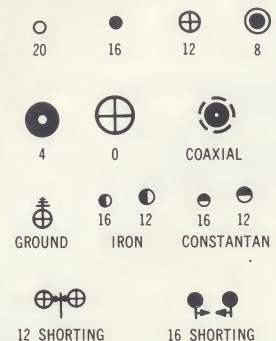 20 16 12 8
4 0 COAXIAL
16 12 16 12
GROUND IRON CONSTANTAN
12 SHORTING 16 SHORTING